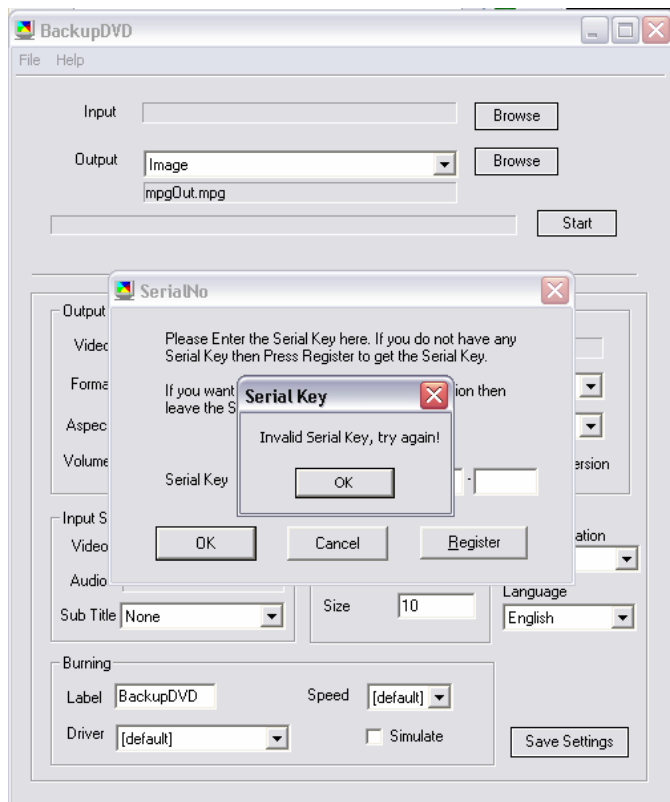 BackupDVD
File Help
Input
Browse
Output
Image
Browse
mpgOut.mpg
Start
SerialNo
Please Enter the Serial Key here. If you do not have any
Serial Key then Press Register to get the Serial Key.
If you want
ion then
leave the S
Serial Key
Invalid Serial Key, try again!
OK
Serial Key
-
OK
Cancel
Register
Output
Video
Forma
Aspec
Volume
ersion
Input S
Video
Audio
Sub Title
None
Size
10
ation
Language
English
Burning
Label
BackupDVD
Speed
[default]
Driver
[default]
Simulate
Save Settings